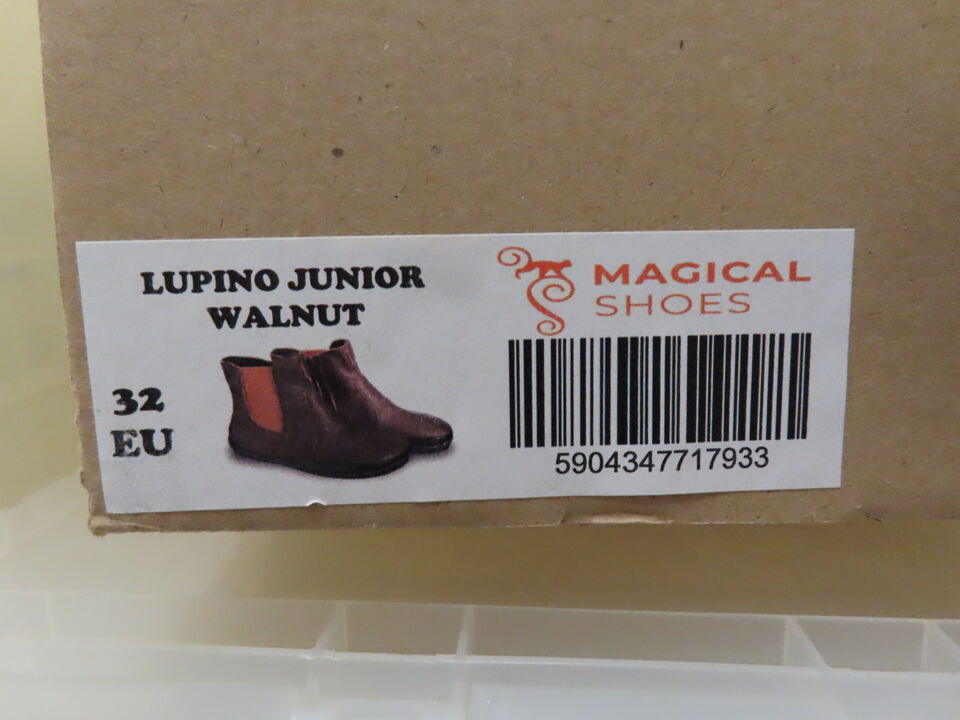 LUPINO JUNIOR
WALNUT
32
EU
MAGICAL
SHOES
5904347717933